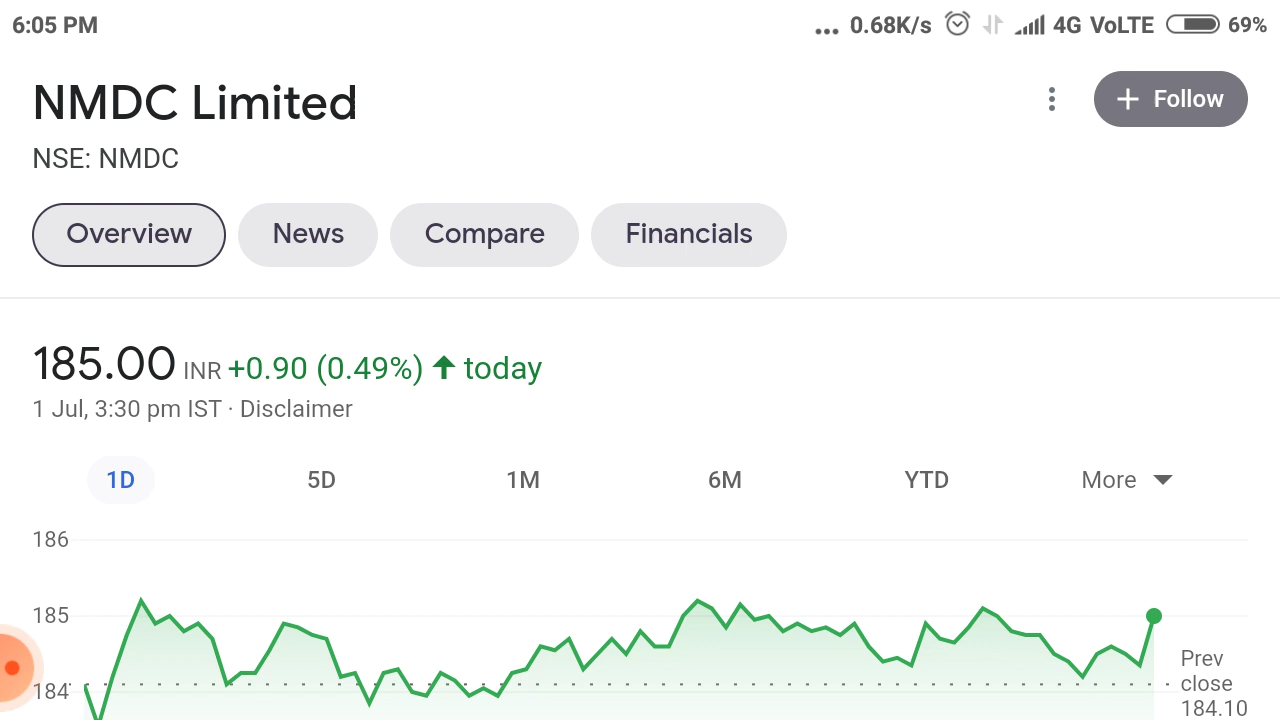 6:05 PM ... 0.68K/s 4G VoLTE 69%
NMDC Limited
+ Follow
NSE: NMDC
Overview News Compare Financials
185.00 INR +0.90 (0.49%) ↑ today
1 Jul, 3:30 pm IST · Disclaimer
1D 5D 1M 6M YTD More
186
185
184
Prev
close
184.10